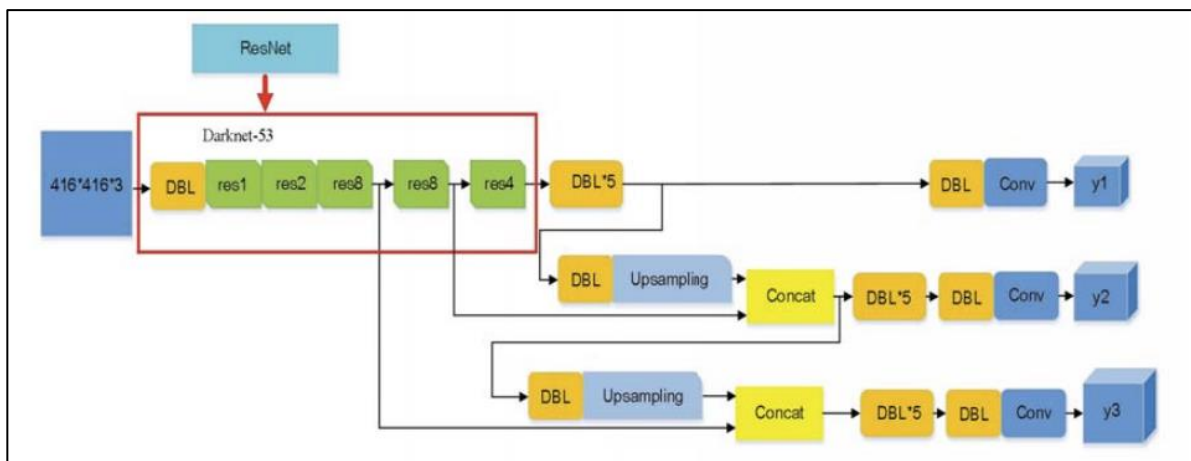 ResNet
Darknet-53
416*416*3
DBL
res1
res2
res8
res8
res4
DBL*5
DBL
Conv
y1
DBL
Upsampling
Concat
DBL*5
DBL
Conv
y2
DBL
Upsampling
Concat
DBL*5
DBL
Conv
y3